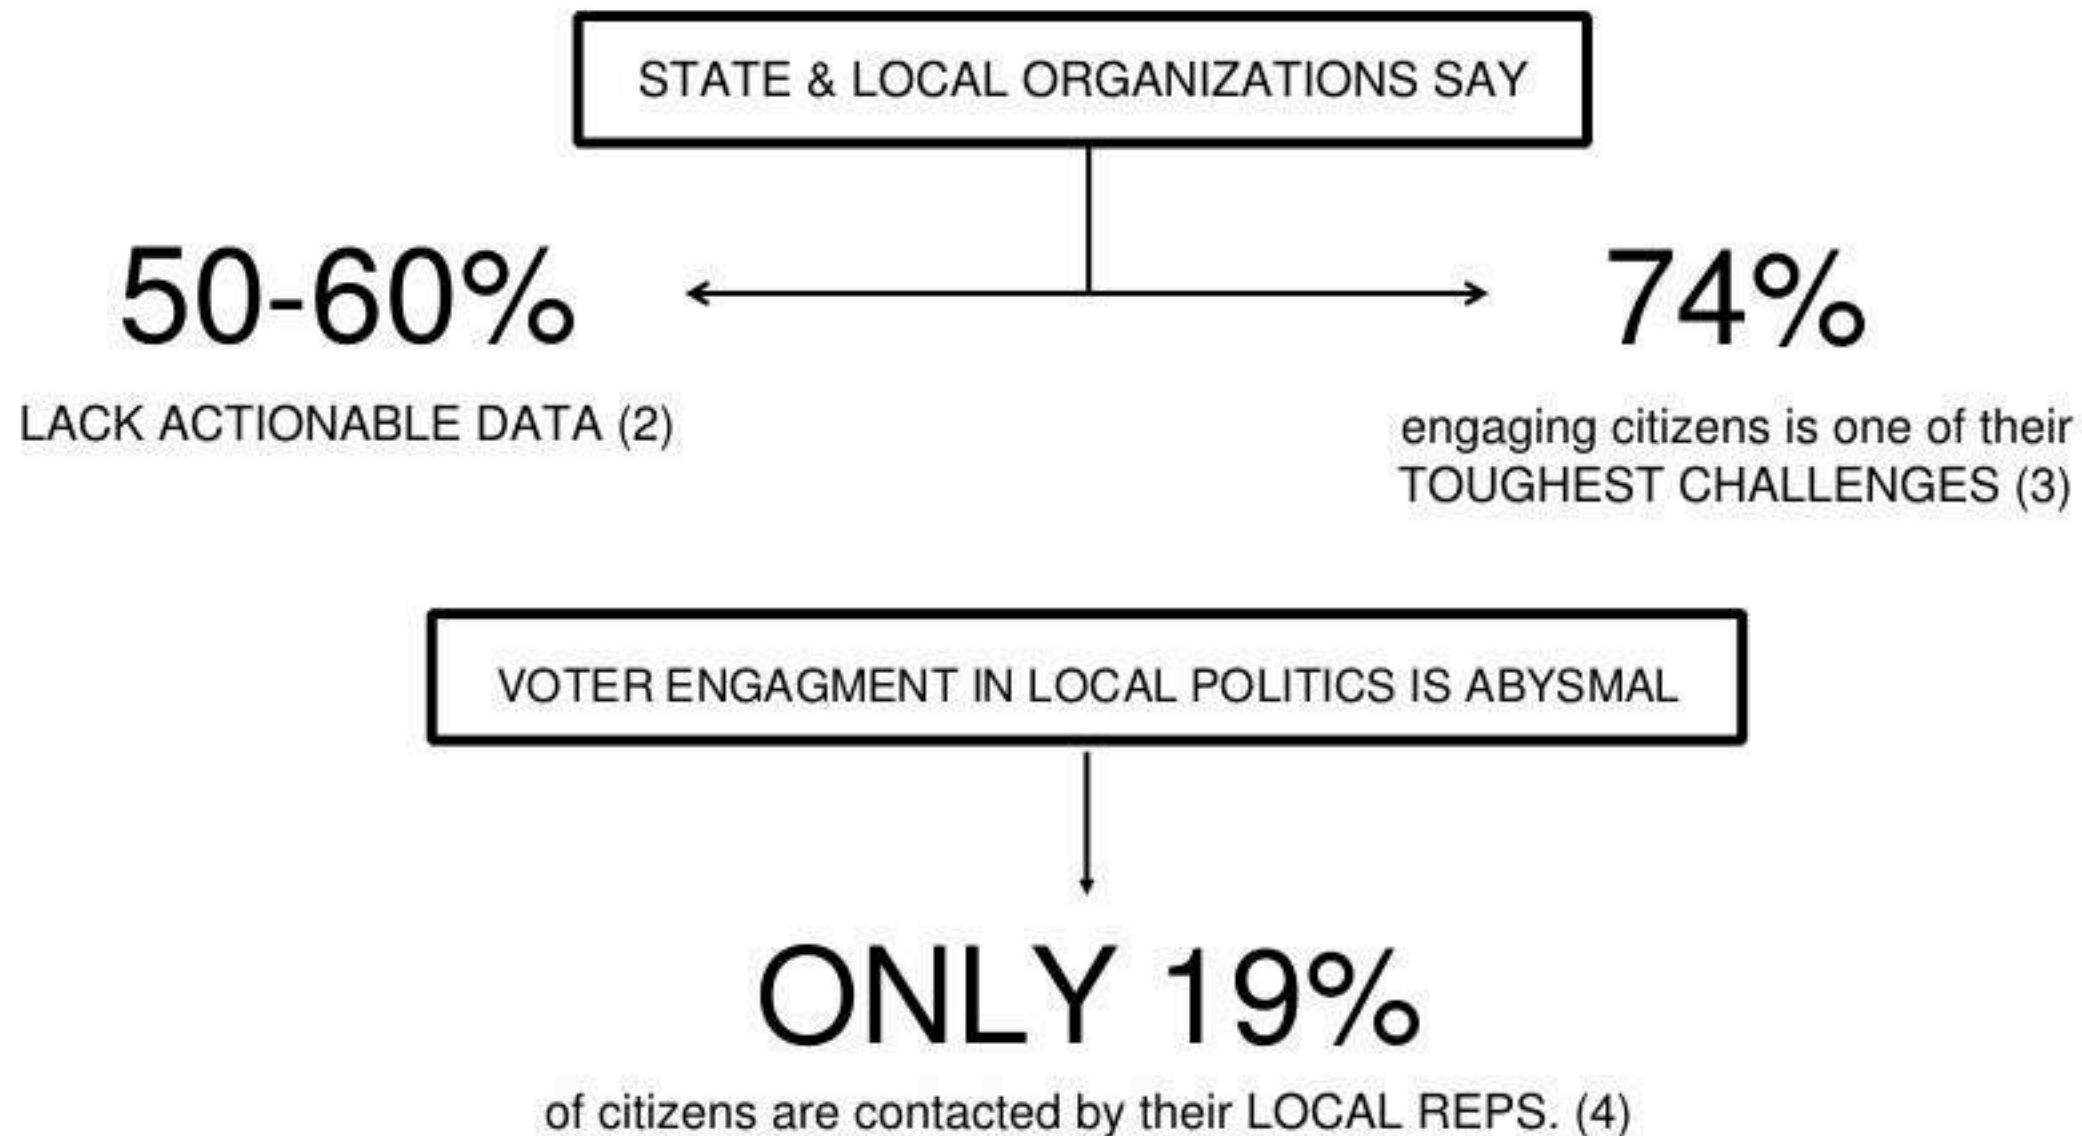 STATE & LOCAL ORGANIZATIONS SAY
50-60%
LACK ACTIONABLE DATA (2)
74%
engaging citizens is one of their
TOUGHEST CHALLENGES (3)
VOTER ENGAGMENT IN LOCAL POLITICS IS ABYSMAL
ONLY 19%
of citizens are contacted by their LOCAL REPS. (4)